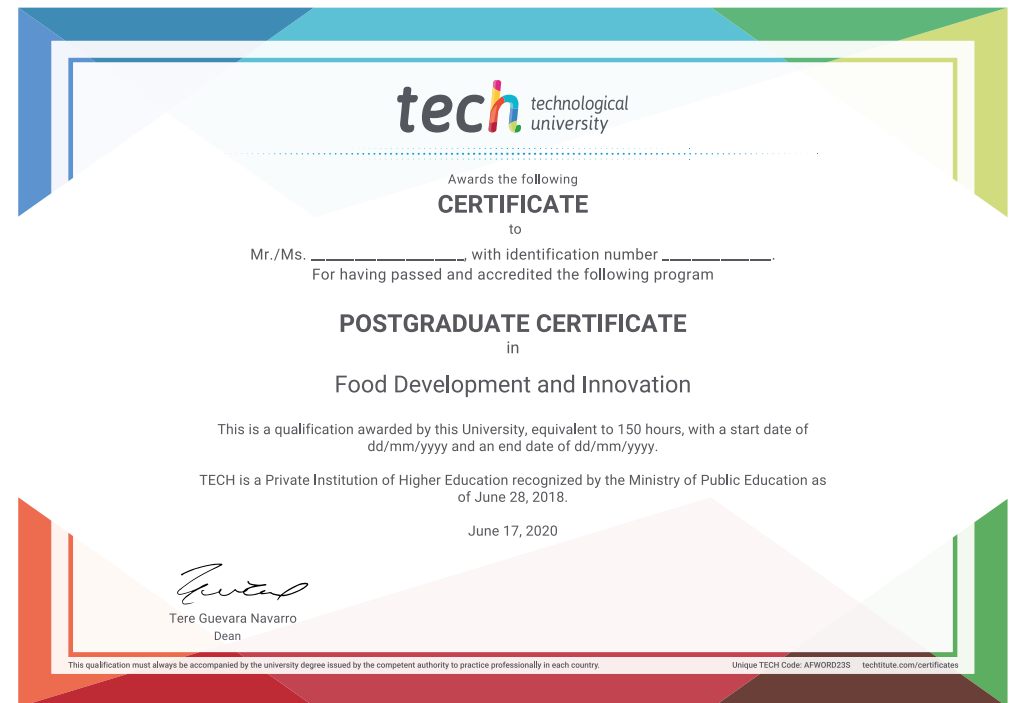 tech technological
university
Awards the following
CERTIFICATE
to
Mr./Ms. ____________________, with identification number ______________.
For having passed and accredited the following program
POSTGRADUATE CERTIFICATE
in
Food Development and Innovation
This is a qualification awarded by this University, equivalent to 150 hours, with a start date of
dd/mm/yyyy and an end date of dd/mm/yyyy.
TECH is a Private Institution of Higher Education recognized by the Ministry of Public Education as
of June 28, 2018.
June 17, 2020
Tere Guevara Navarro
Dean
This qualification must always be accompanied by the university degree issued by the competent authority to practice professionally in each country. Unique TECH Code: AFWORD23S techtitute.com/certificates